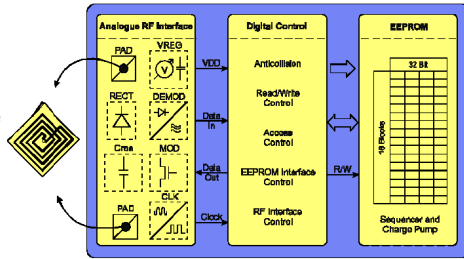 Analogue RF Interface
PAD
VREG
RECT
DEMOD
Cres
MOD
CLK
PAD
VDD
Data
In
Data
Out
Clock
Digital Control
Anticollision
Read/Write
Control
Access
Control
EEPROM Interface
Control
RF Interface
Control
R/W
EEPROM
32 Bit
16 Blocks
Sequencer and
Charge Pump